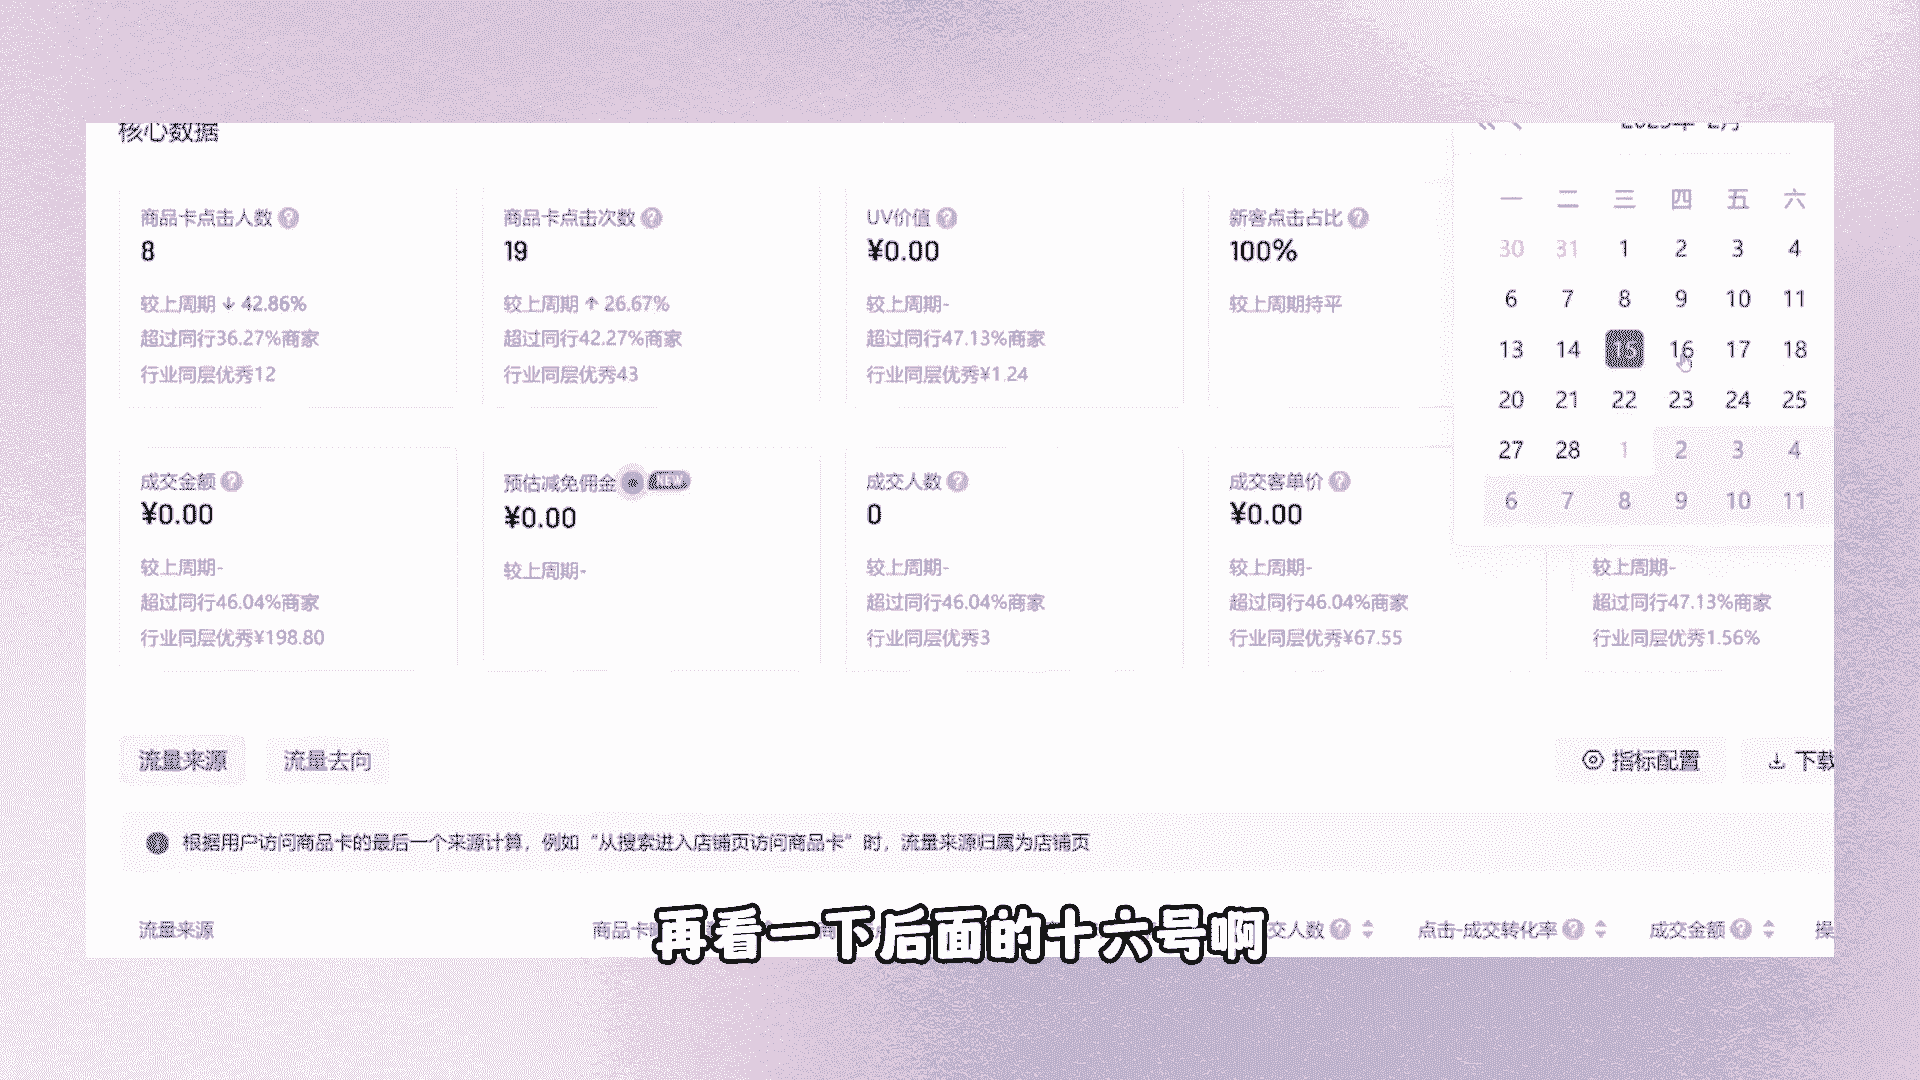 核心数据
商品卡点击人数
8
较上周期 ↓ 42.86%
超过同行36.27%商家
行业同层优秀12
商品卡点击次数
19
较上周期 ↑ 26.67%
超过同行42.27%商家
行业同层优秀43
UV价值
¥0.00
较上周期-
超过同行47.13%商家
行业同层优秀¥1.24
新客点击占比
100%
较上周期持平
一 二 三 四 五 六
30 31 1 2 3 4
6 7 8 9 10 11
13 14 15 16 17 18
20 21 22 23 24 25
27 28 1 2 3 4
6 7 8 9 10 11
成交金额
¥0.00
较上周期-
超过同行46.04%商家
行业同层优秀¥198.80
预估减免佣金 NEW
¥0.00
较上周期-
成交人数
0
较上周期-
超过同行46.04%商家
行业同层优秀3
成交客单价
¥0.00
较上周期-
超过同行46.04%商家
行业同层优秀¥67.55
较上周期-
超过同行47.13%商家
行业同层优秀1.56%
流量来源 流量去向
指标配置 下载
根据用户访问商品卡的最后一个来源计算，例如“从搜索进入店铺页访问商品卡”时，流量来源归属为店铺页
流量来源 商品卡 交人数 点击-成交转化率 成交金额 操
再看一下后面的十六号啊